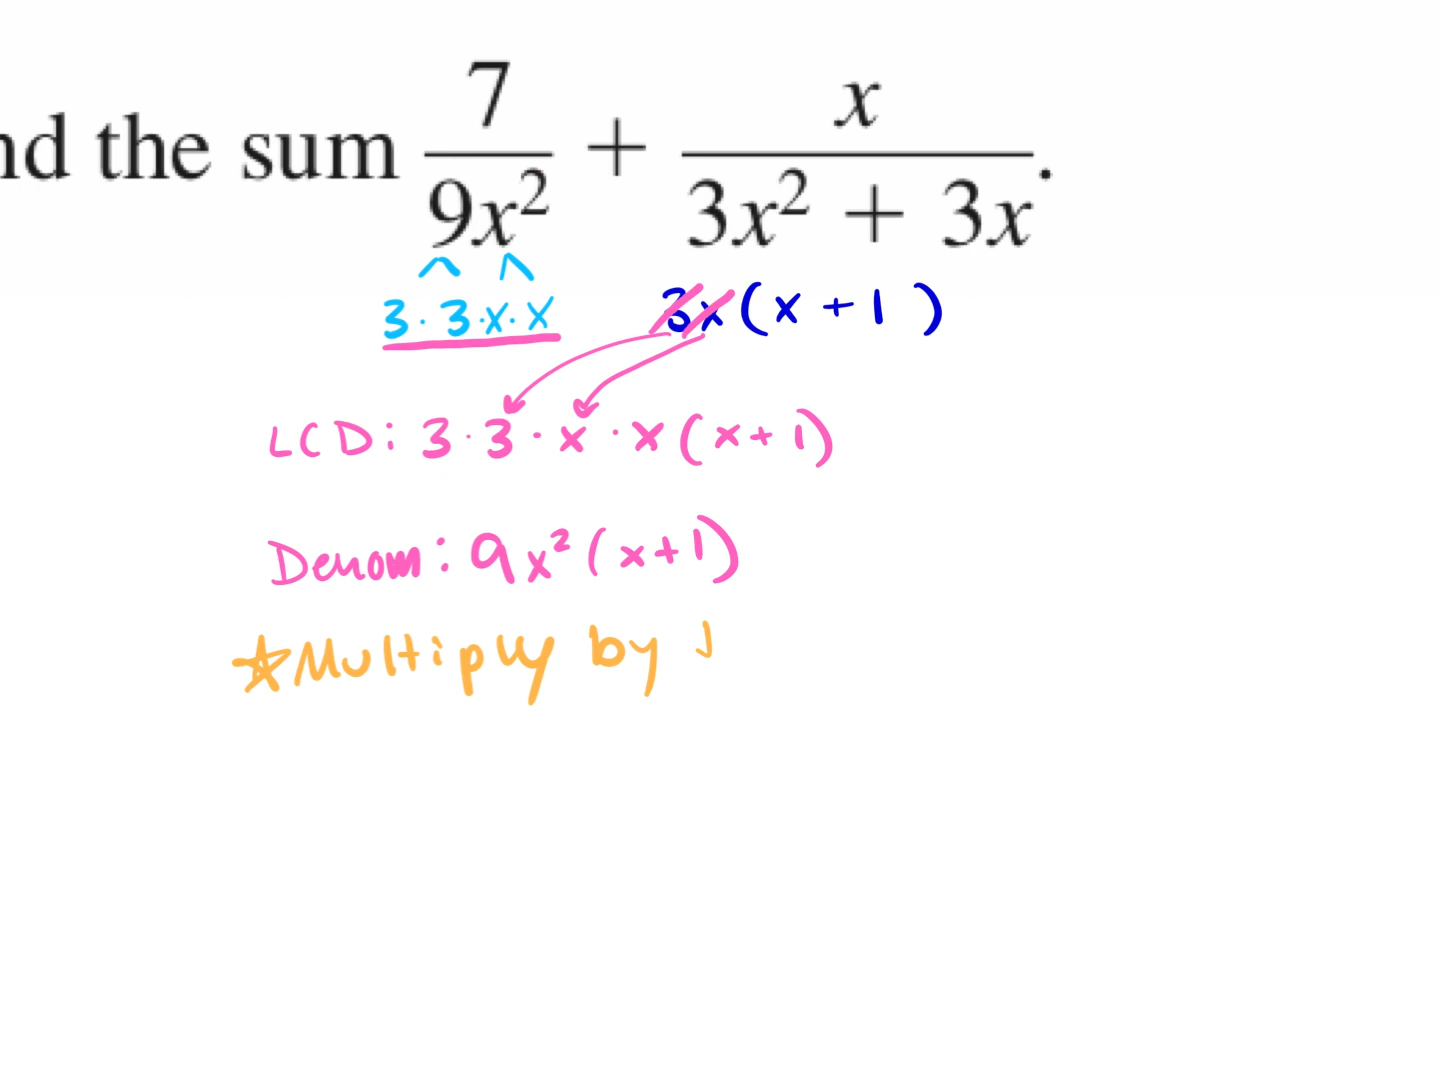 nd the sum 7/9x² + x/(3x² + 3x).
3·3·x·x 3x(x+1)
LCD: 3·3·x·x(x+1)
Denom: 9x²(x+1)
☆Multiply by